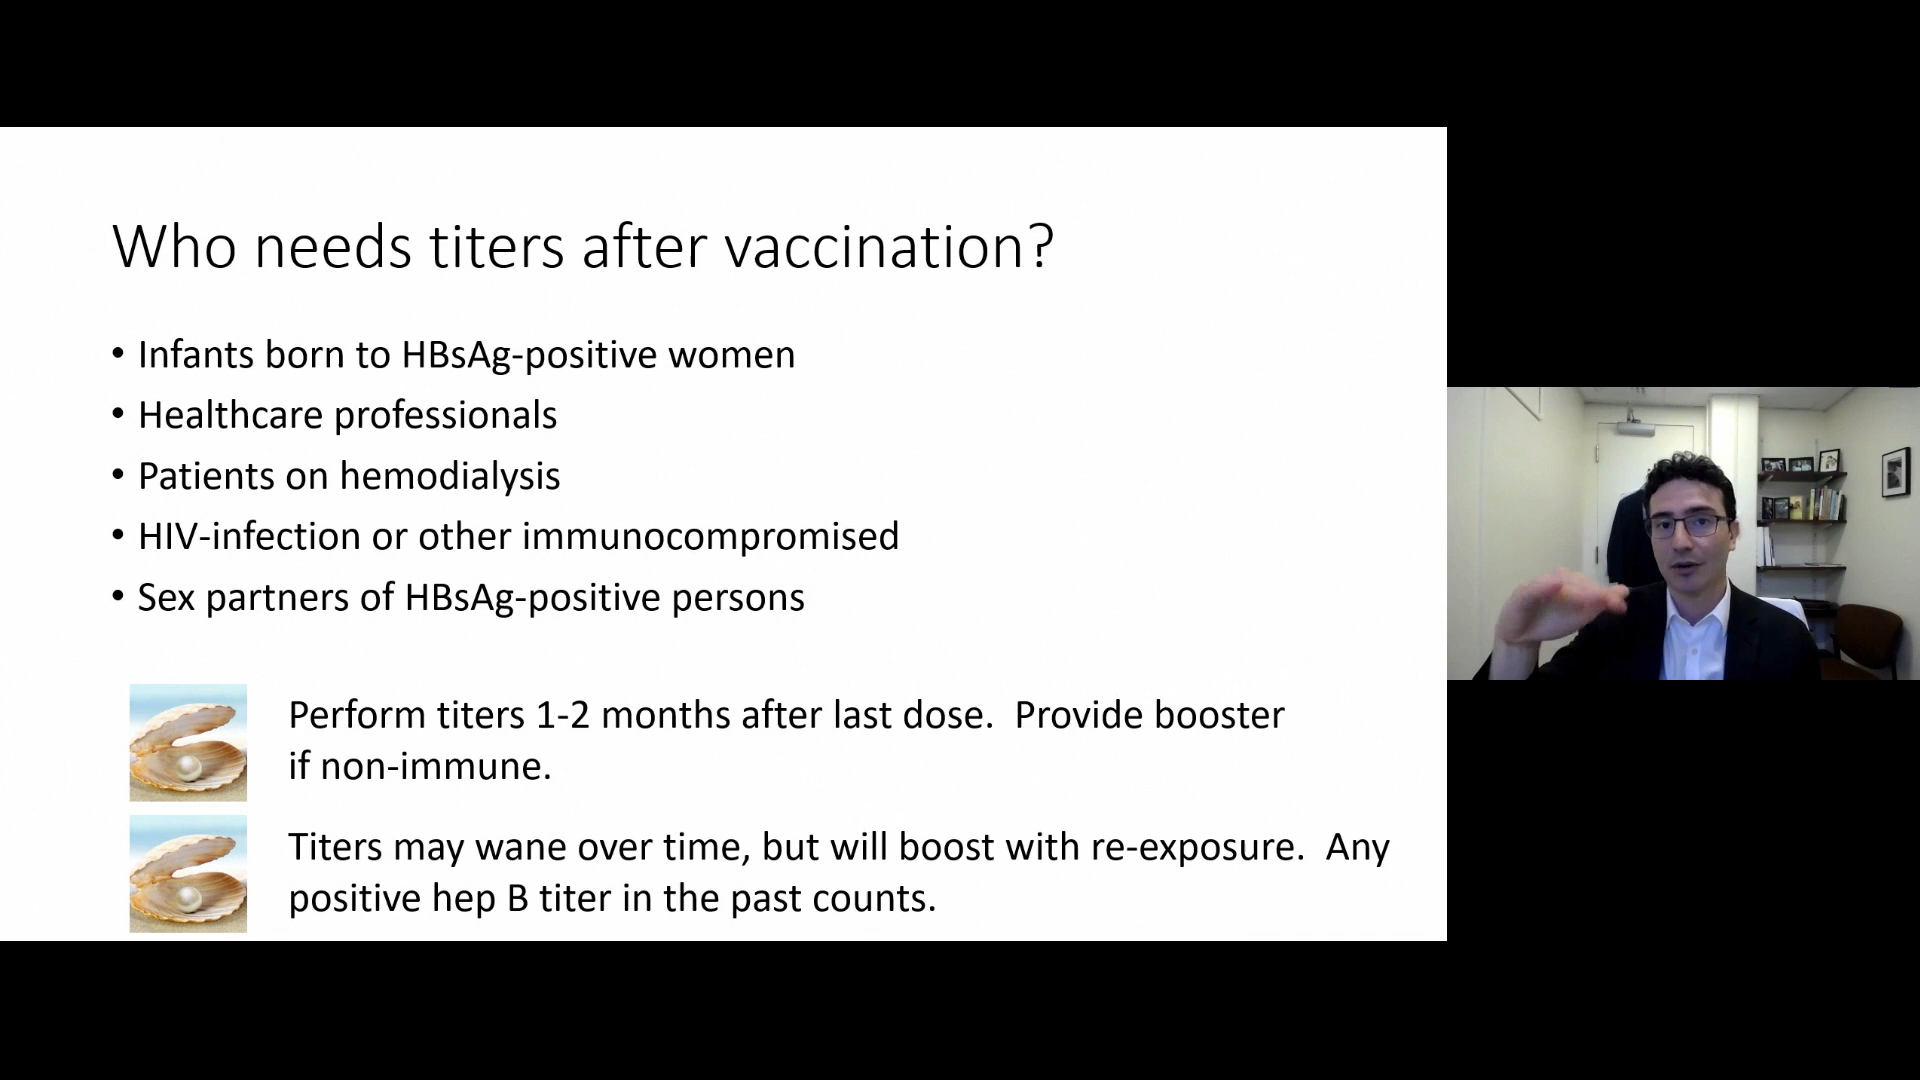 Who needs titers after vaccination?
• Infants born to HBsAg-positive women
• Healthcare professionals
• Patients on hemodialysis
• HIV-infection or other immunocompromised
• Sex partners of HBsAg-positive persons
Perform titers 1-2 months after last dose.  Provide booster
if non-immune.
Titers may wane over time, but will boost with re-exposure.  Any
positive hep B titer in the past counts.